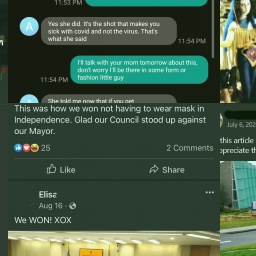 11:53 PM
A
Yes she did. It's the shot that makes you
sick with covid and not the virus. That's
what she said
11:54 PM
I'll talk with your mom tomorrow about this,
don't worry I'll be there in some form or
fashion little guy
11:54 PM
She told me now that if you get
This was how we won not having to wear mask in
Independence. Glad our Council stood up against
our Mayor.
25
2 Comments
Like
Share
Elisa
Aug 16
We WON! XOX
July 6, 202
this article
ppreciate th